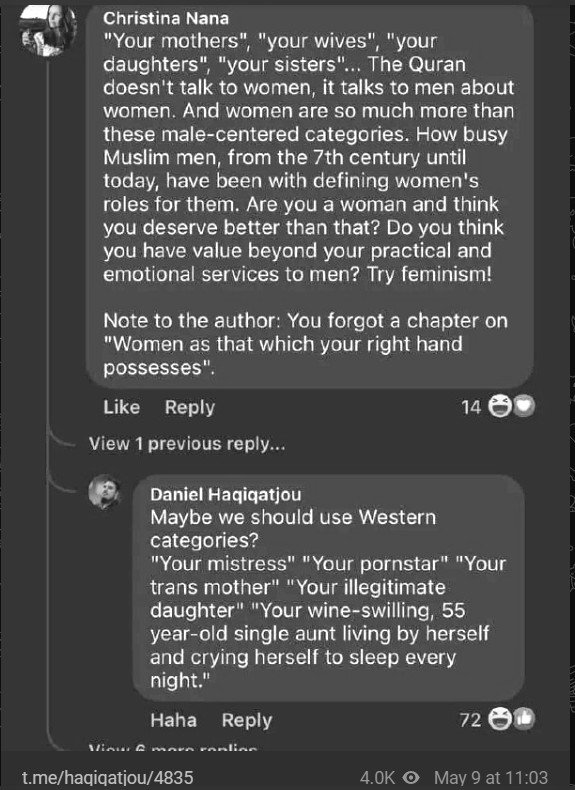 Christina Nana
"Your mothers", "your wives", "your
daughters", "your sisters"... The Quran
doesn't talk to women, it talks to men about
women. And women are so much more than
these male-centered categories. How busy
Muslim men, from the 7th century until
today, have been with defining women's
roles for them. Are you a woman and think
you deserve better than that? Do you think
you have value beyond your practical and
emotional services to men? Try feminism!
Note to the author: You forgot a chapter on
"Women as that which your right hand
possesses".
Like Reply 14
View 1 previous reply...
Daniel Haqiqatjou
Maybe we should use Western
categories?
"Your mistress" "Your pornstar" "Your
trans mother" "Your illegitimate
daughter" "Your wine-swilling, 55
year-old single aunt living by herself
and crying herself to sleep every
night."
Haha Reply 72
View 6 more replies
t.me/haqiqatjou/4835 4.0K May 9 at 11:03